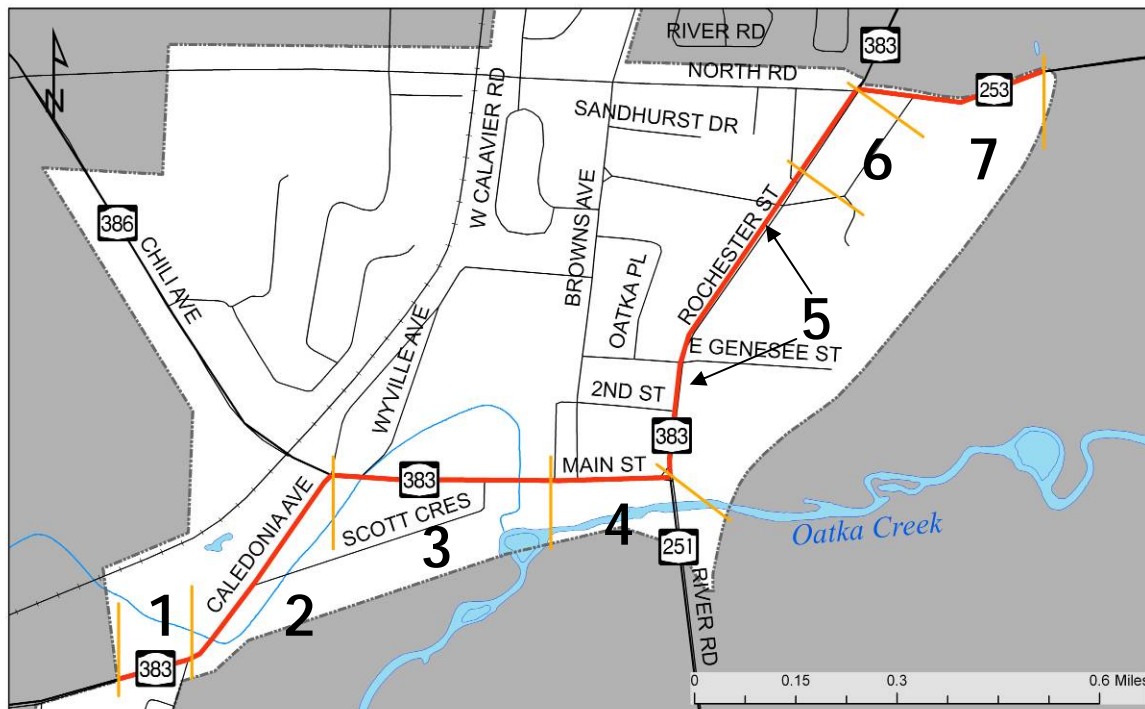 RIVER RD
383
NORTH RD
253
SANDHURST DR
6
7
W CALAVIER RD
N
386
CHILI AVE
BROWNS AVE
ROCHESTER ST
OATKA PL
5
E GENESEE ST
WYVILLE AVE
2ND ST
383
MAIN ST
383
SCOTT CRES
4
Oatka Creek
3
CALEDONIA AVE
251
1
2
RIVER RD
383
0 0.15 0.3 0.6 Miles